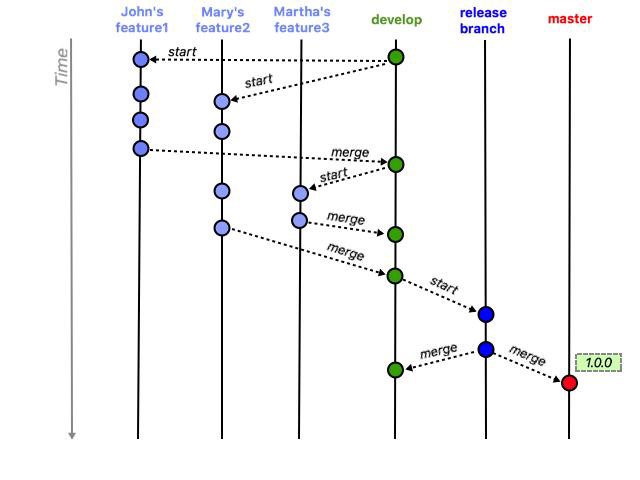 John's
feature1
Mary's
feature2
Martha's
feature3
develop
release
branch
master
Time
start
start
merge
start
merge
merge
start
merge
merge
1.0.0